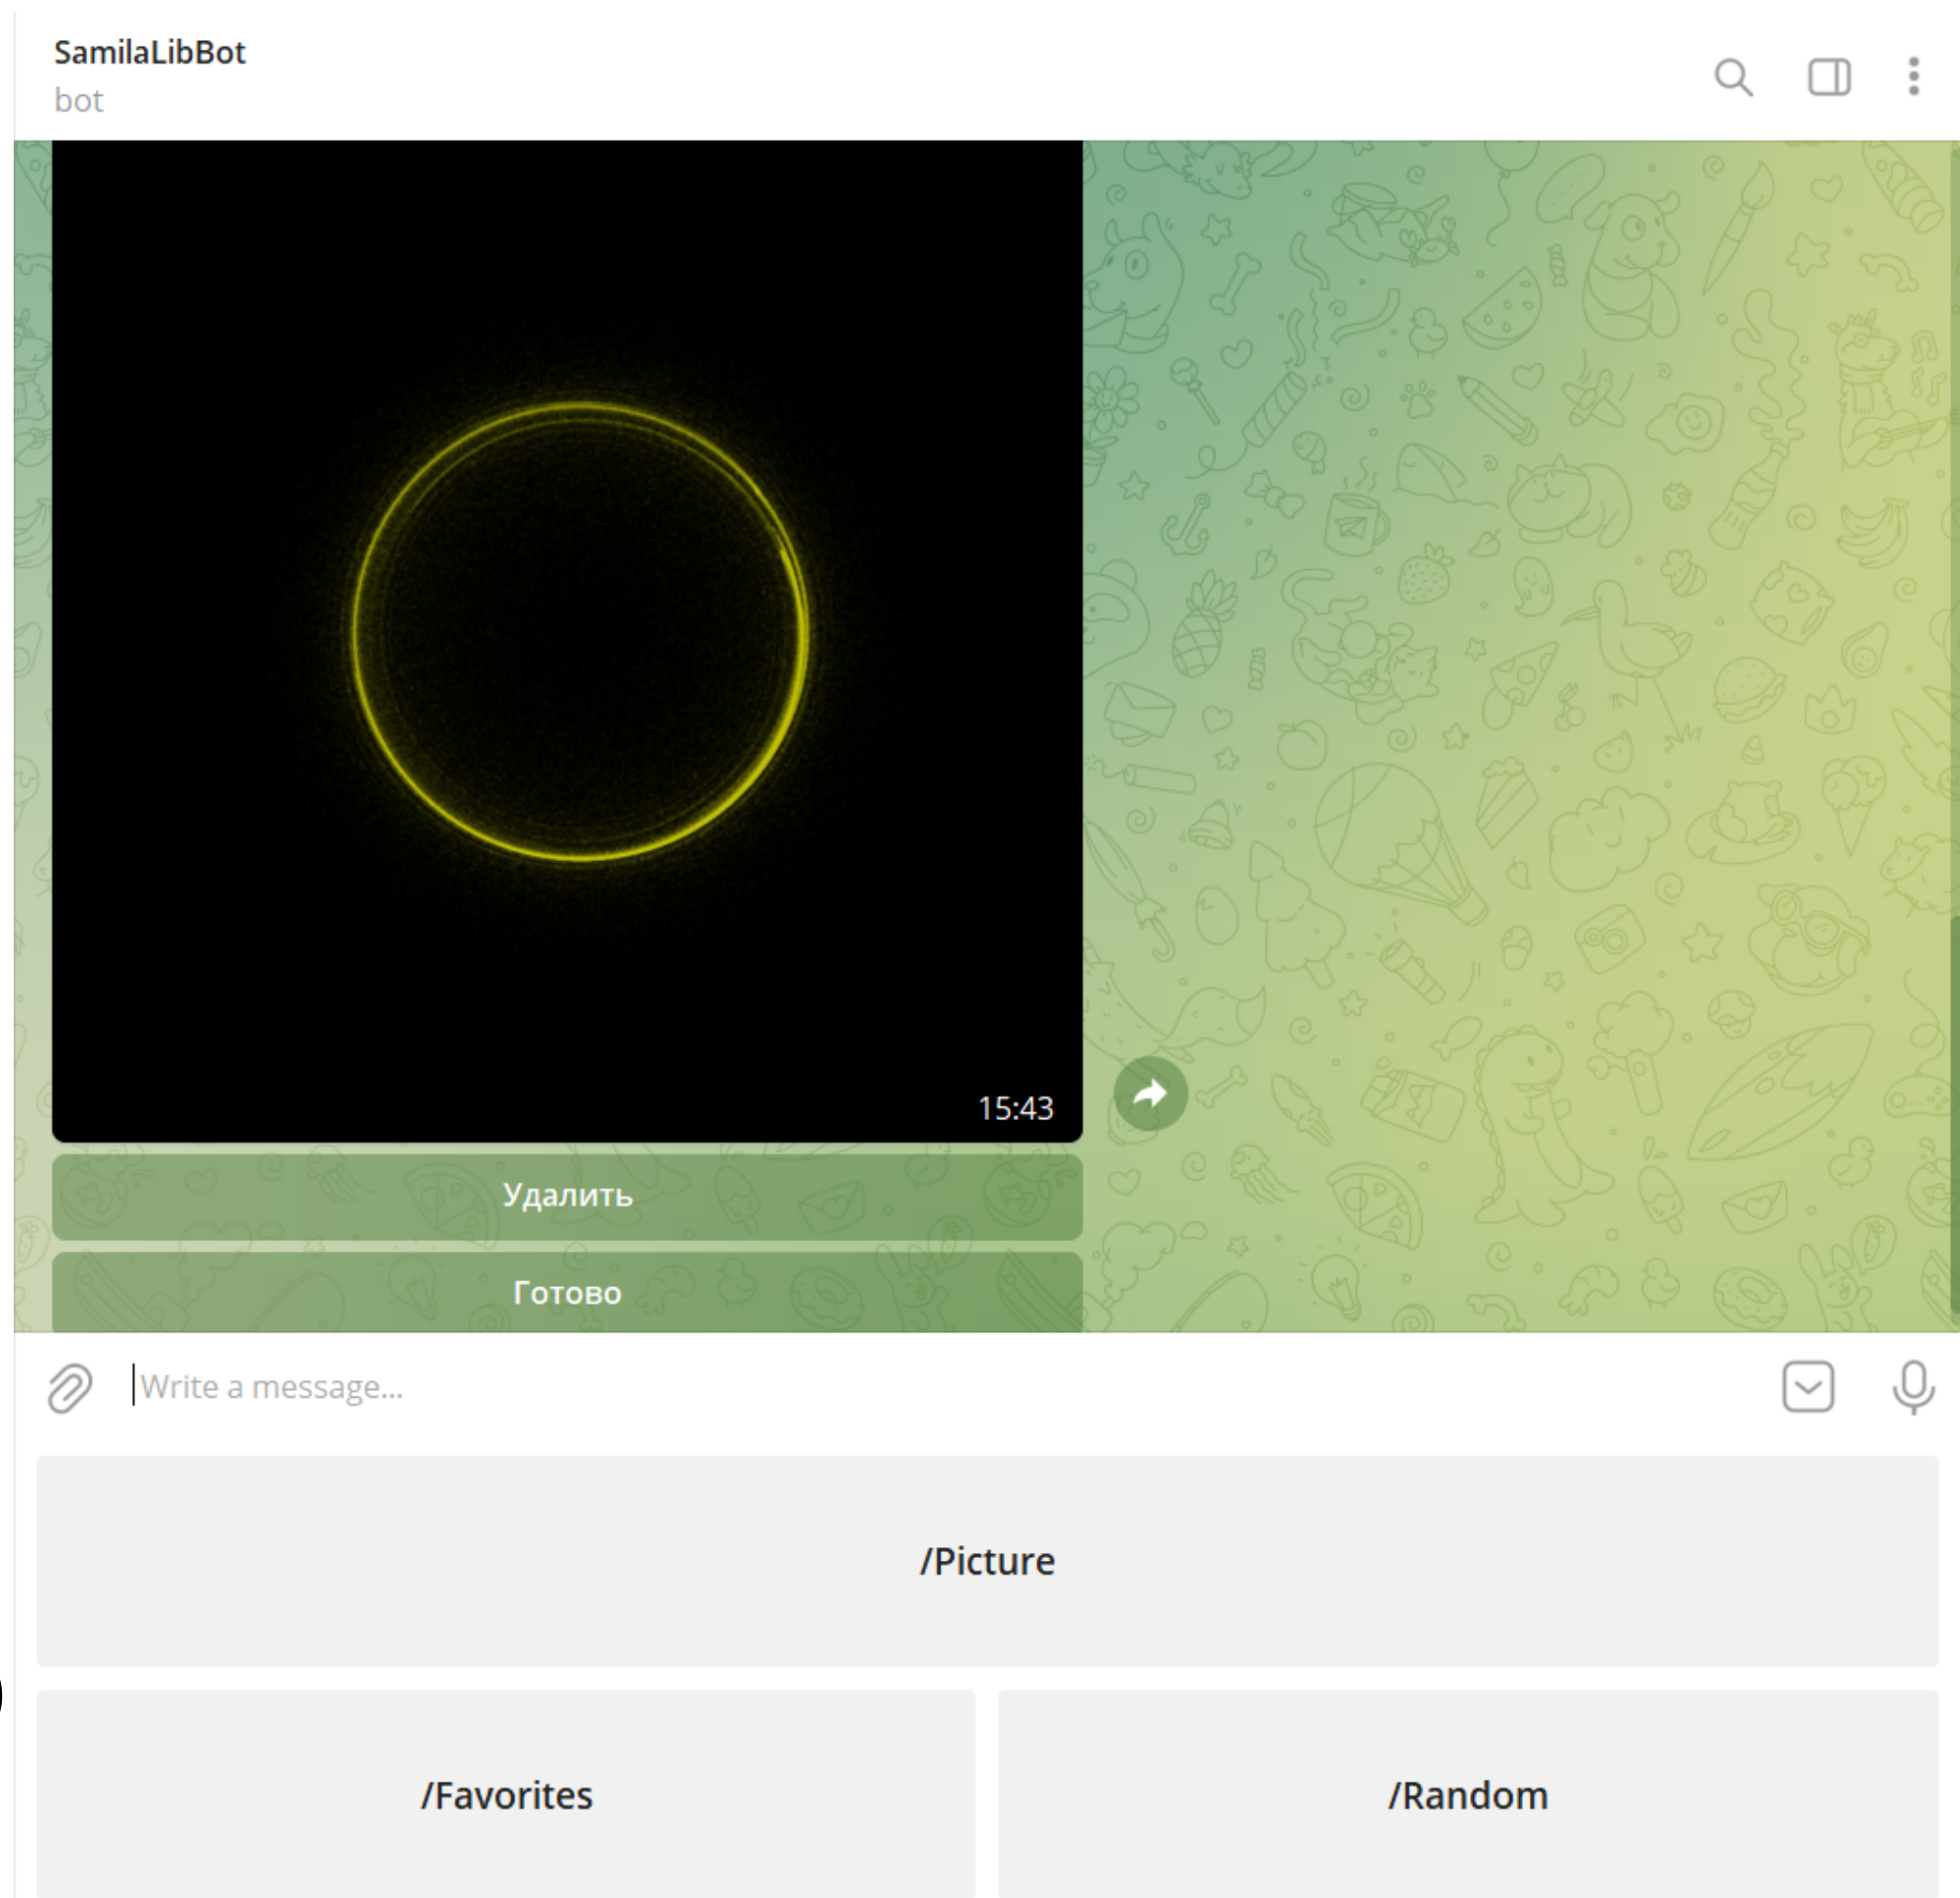 SamilaLibBot
bot
15:43
Удалить
Готово
Write a message...
/Picture
/Favorites
/Random